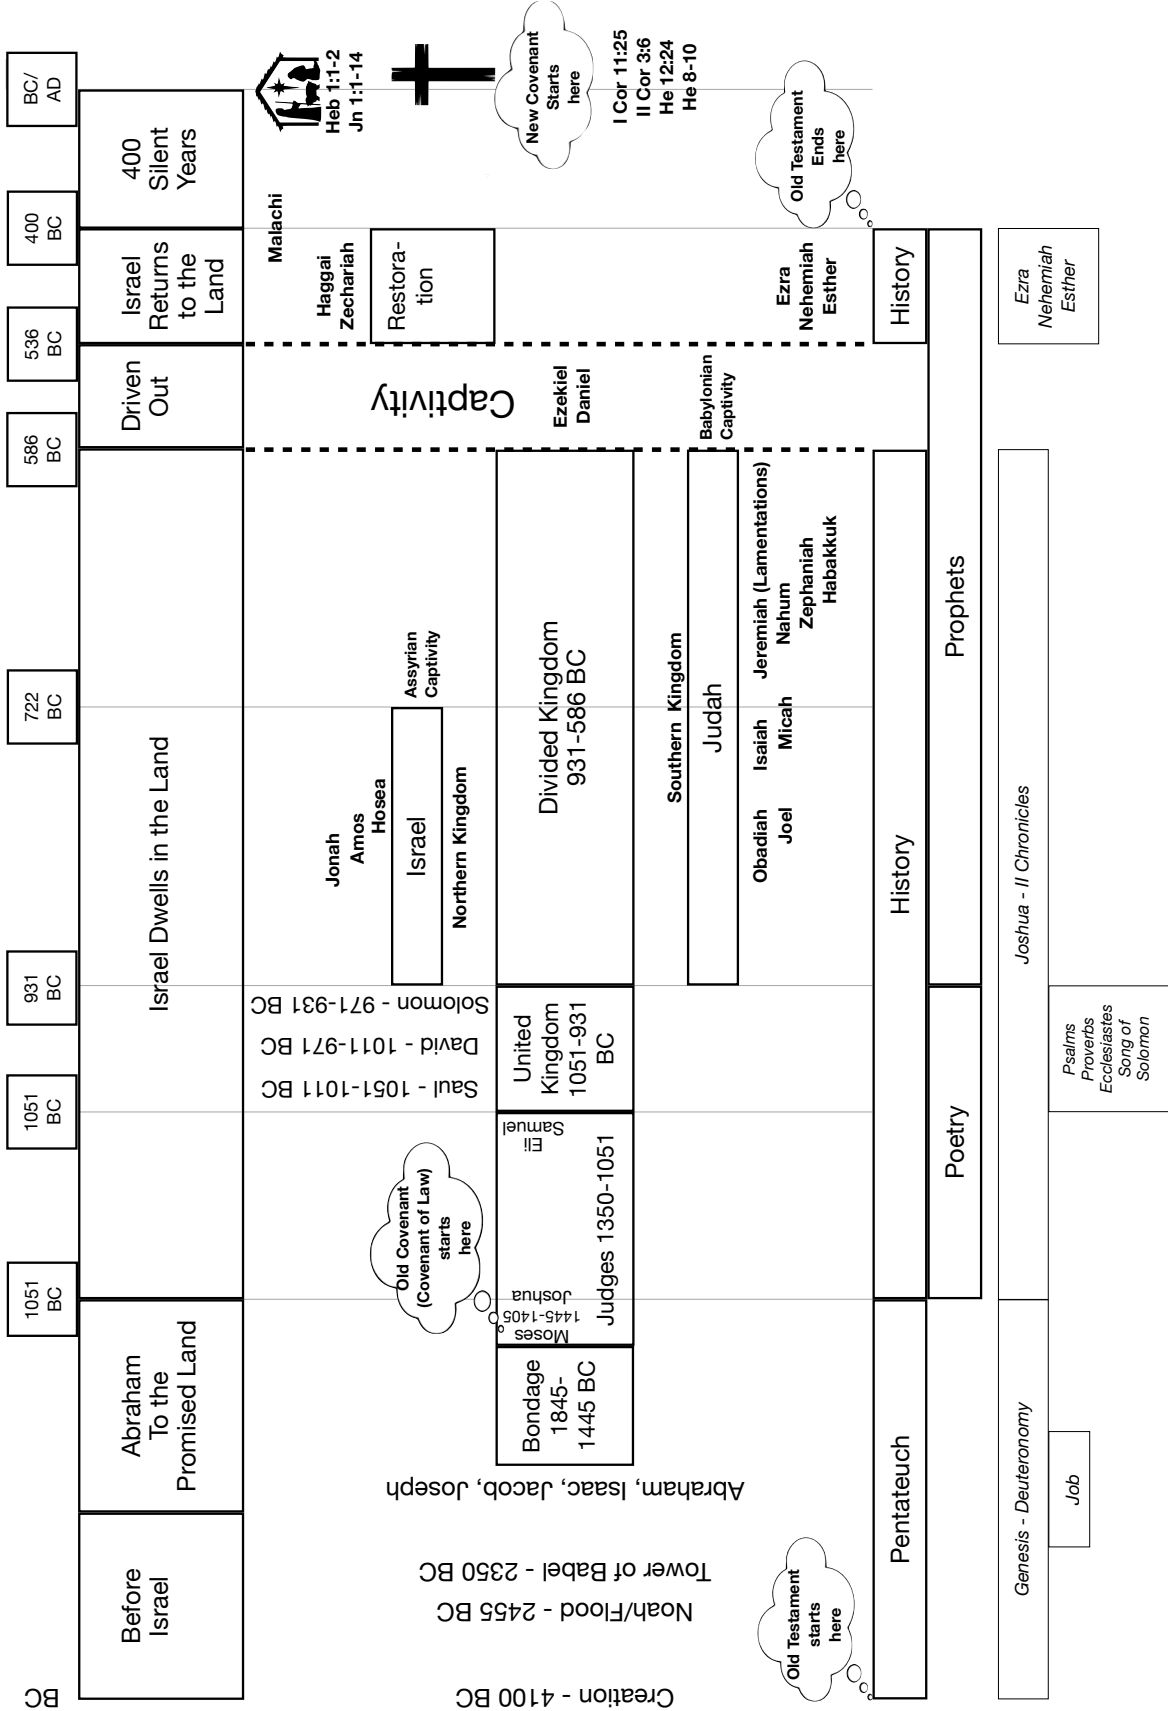 BC
1051
BC
1051
BC
931
BC
722
BC
586
BC
536
BC
400
BC
BC/
AD
Before
Israel
Abraham
To the
Promised Land
Israel Dwells in the Land
Driven
Out
Israel
Returns
to the
Land
400
Silent
Years
Creation - 4100 BC
Noah/Flood - 2455 BC
Tower of Babel - 2350 BC
Abraham, Isaac, Jacob, Joseph
Old Testament
starts
here
Bondage
1845-
1445 BC
Moses
1445-1405
Joshua
Judges 1350-1051
Eli
Samuel
Old Covenant
(Covenant of Law)
starts
here
Saul - 1051-1011 BC
David - 1011-971 BC
Solomon - 971-931 BC
United
Kingdom
1051-931
BC
Jonah
Amos
Hosea
Israel
Northern Kingdom
Assyrian
Captivity
Divided Kingdom
931-586 BC
Southern Kingdom
Judah
Obadiah
Joel
Isaiah
Micah
Jeremiah (Lamentations)
Nahum
Zephaniah
Habakkuk
Captivity
Ezekiel
Daniel
Babylonian
Captivity
Malachi
Haggai
Zechariah
Restora-
tion
Ezra
Nehemiah
Esther
Heb 1:1-2
Jn 1:1-14
New Covenant
Starts
here
I Cor 11:25
II Cor 3:6
He 12:24
He 8-10
Old Testament
Ends
here
Pentateuch
History
History
Poetry
Prophets
Genesis - Deuteronomy
Joshua - II Chronicles
Ezra
Nehemiah
Esther
Job
Psalms
Proverbs
Ecclesiastes
Song of
Solomon